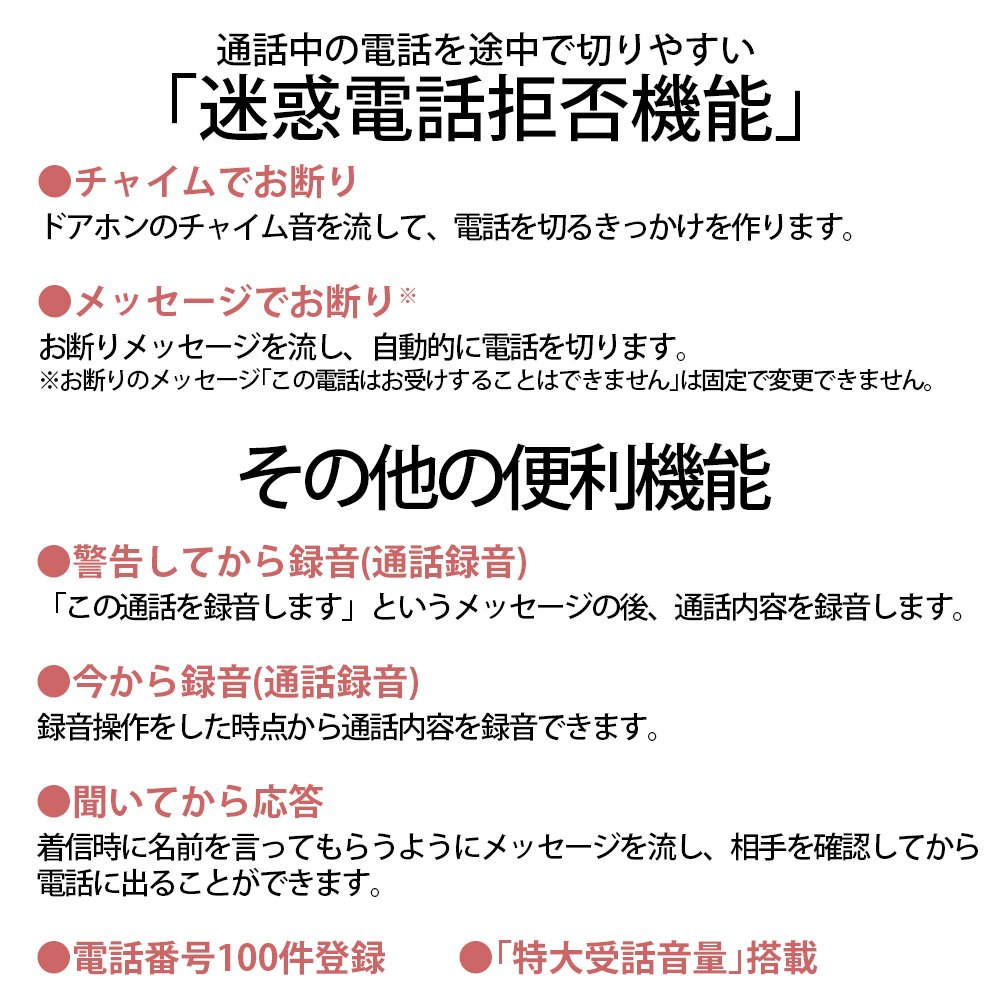 通話中の電話を途中で切りやすい
「迷惑電話拒否機能」
●チャイムでお断り
ドアホンのチャイム音を流して、電話を切るきっかけを作ります。
●メッセージでお断り※
お断りメッセージを流し、自動的に電話を切ります。
※お断りのメッセージ「この電話はお受けすることはできません」は固定で変更できません。
その他の便利機能
●警告してから録音(通話録音)
「この通話を録音します」というメッセージの後、通話内容を録音します。
●今から録音(通話録音)
録音操作をした時点から通話内容を録音できます。
●聞いてから応答
着信時に名前を言ってもらうようにメッセージを流し、相手を確認してから
電話に出ることができます。
●電話番号100件登録 ●「特大受話音量」搭載